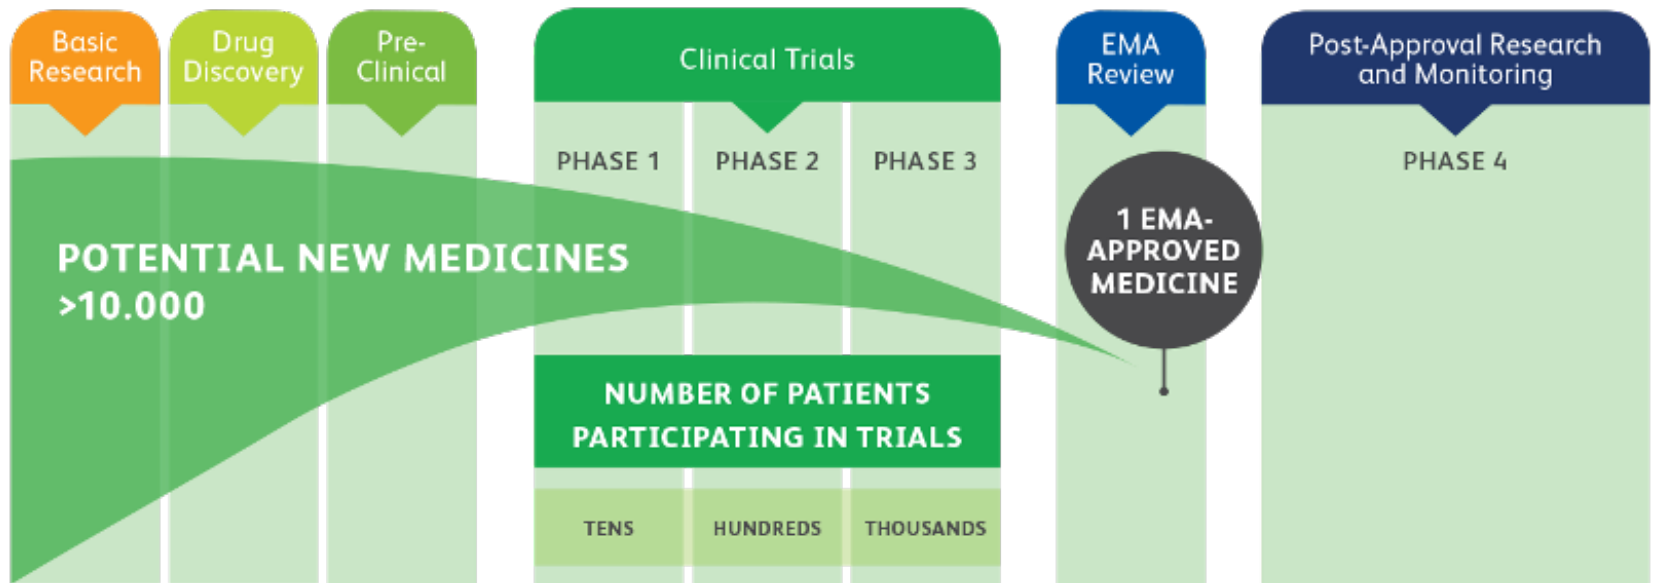 Basic
Research
Drug
Discovery
Pre-
Clinical
Clinical Trials
EMA
Review
Post-Approval Research
and Monitoring
PHASE 1
PHASE 2
PHASE 3
PHASE 4
POTENTIAL NEW MEDICINES
>10.000
1 EMA-
APPROVED
MEDICINE
NUMBER OF PATIENTS
PARTICIPATING IN TRIALS
TENS
HUNDREDS
THOUSANDS